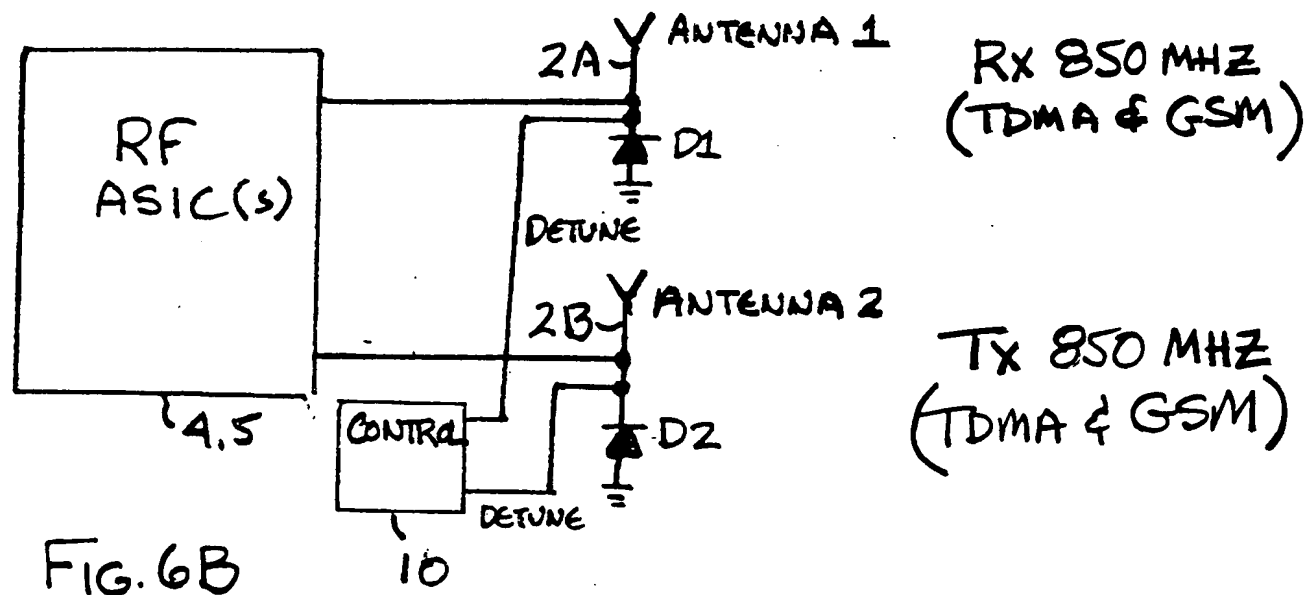 ANTENNA 1
2A
Rx 850 MHZ
(TDMA & GSM)
RF
ASIC(s)
D1
DETUNE
ANTENNA 2
2B
Tx 850 MHZ
(TDMA & GSM)
4,5
CONTROL
D2
DETUNE
10
FIG. 6B